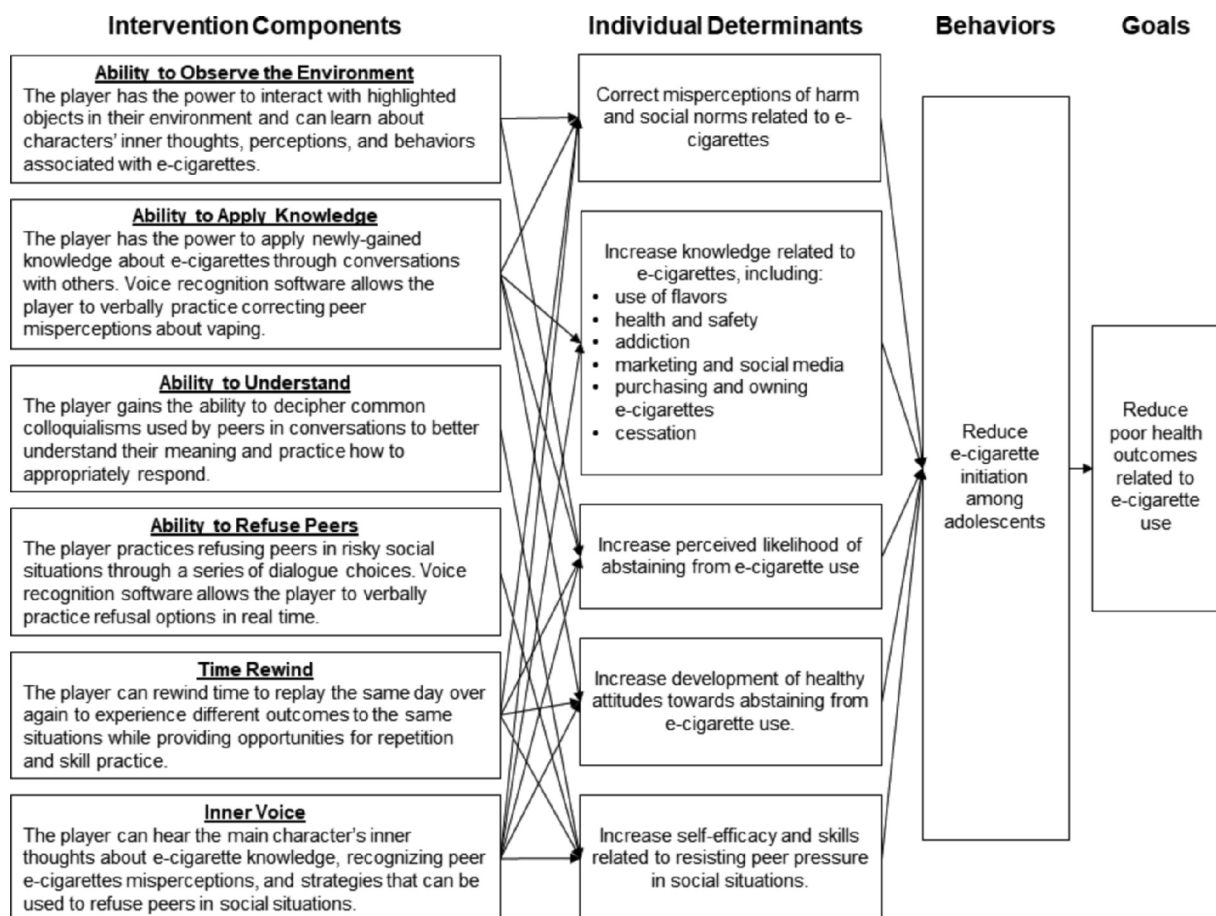 Intervention Components
Individual Determinants
Behaviors
Goals
Ability to Observe the Environment
The player has the power to interact with highlighted
objects in their environment and can learn about
characters' inner thoughts, perceptions, and behaviors
associated with e-cigarettes.
Ability to Apply Knowledge
The player has the power to apply newly-gained
knowledge about e-cigarettes through conversations
with others. Voice recognition software allows the
player to verbally practice correcting peer
misperceptions about vaping.
Ability to Understand
The player gains the ability to decipher common
colloquialisms used by peers in conversations to better
understand their meaning and practice how to
appropriately respond.
Ability to Refuse Peers
The player practices refusing peers in risky social
situations through a series of dialogue choices. Voice
recognition software allows the player to verbally
practice refusal options in real time.
Time Rewind
The player can rewind time to replay the same day over
again to experience different outcomes to the same
situations while providing opportunities for repetition
and skill practice.
Inner Voice
The player can hear the main character's inner
thoughts about e-cigarette knowledge, recognizing peer
e-cigarettes misperceptions, and strategies that can be
used to refuse peers in social situations.
Correct misperceptions of harm
and social norms related to e-
cigarettes
Increase knowledge related to
e-cigarettes, including:
• use of flavors
• health and safety
• addiction
• marketing and social media
• purchasing and owning
e-cigarettes
• cessation
Increase perceived likelihood of
abstaining from e-cigarette use
Increase development of healthy
attitudes towards abstaining from
e-cigarette use.
Increase self-efficacy and skills
related to resisting peer pressure
in social situations.
Reduce
e-cigarette
initiation
among
adolescents
Reduce
poor health
outcomes
related to
e-cigarette
use